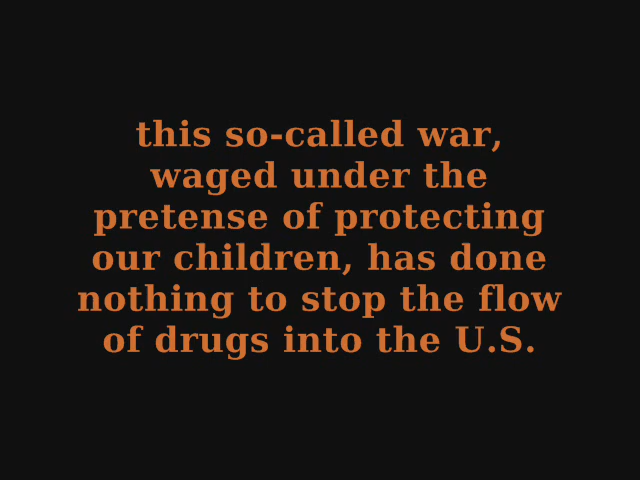 this so-called war,
waged under the
pretense of protecting
our children, has done
nothing to stop the flow
of drugs into the U.S.